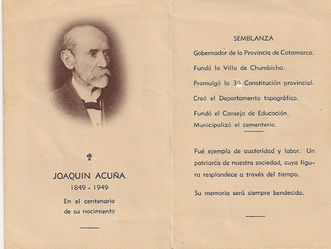 JOAQUIN ACUÑA
1849 - 1949
En el centenario
de su nacimiento
SEMBLANZA
Gobernador de la Provincia de Catamarca.
Fundó la Villa de Chumbicha.
Promulgó la 3ª Constitución provincial.
Creó el Departamento topográfico.
Fundó el Consejo de Educación.
Municipalizó el cementerio.
Fué ejemplo de austeridad y labor. Un
patriarca de nuestra sociedad, cuya figu-
ra resplandece a través del tiempo.
Su memoria será siempre bendecida.